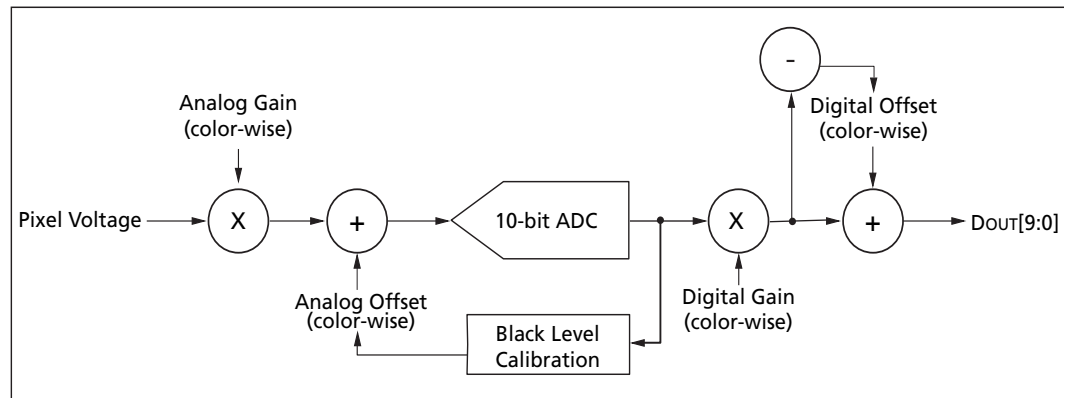 -
Analog Gain
(color-wise)
Digital Offset
(color-wise)
Pixel Voltage
X
+
10-bit ADC
X
+
DOUT[9:0]
Analog Offset
(color-wise)
Digital Gain
(color-wise)
Black Level
Calibration